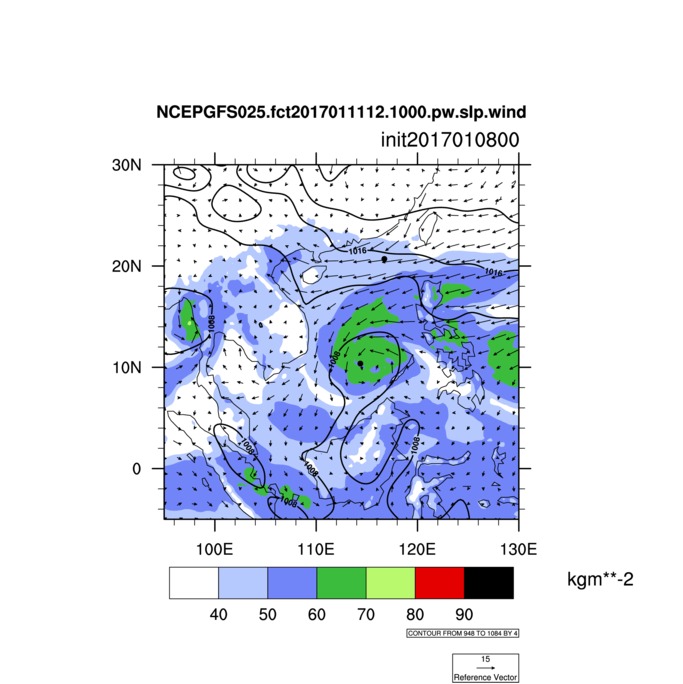 NCEPGFS025.fct2017011112.1000.pw.slp.wind
init2017010800
30N
20N
10N
0
1016
1016
1008
1008
1008
1008
1008
1008
100E 110E 120E 130E
kgm**-2
40 50 60 70 80 90
CONTOUR FROM 948 TO 1084 BY 4
15
Reference Vector